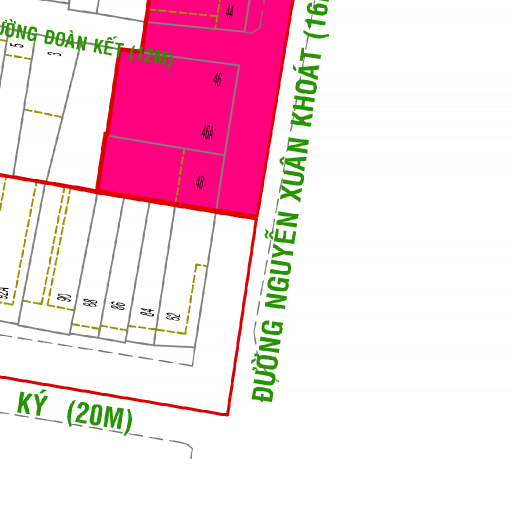 44
ƯỜNG ĐOÀN KẾT (12M)
46
46A
48
ĐƯỜNG NGUYỄN XUÂN KHOÁT (16
90
88
86
84
82
KÝ (20M)